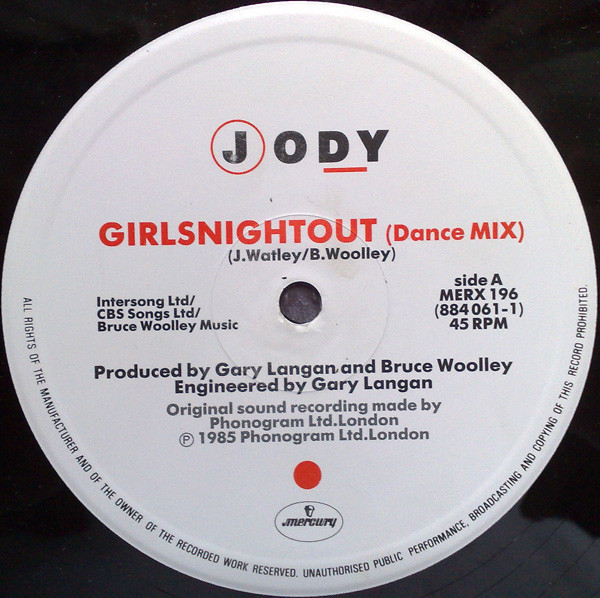 JODY
GIRLSNIGHTOUT (Dance MIX)
(J.Watley/B.Woolley)
Intersong Ltd/
CBS Songs Ltd/
Bruce Woolley Music
side A
MERX 196
(884 061-1)
45 RPM
Produced by Gary Langan and Bruce Woolley
Engineered by Gary Langan
Original sound recording made by
Phonogram Ltd.London
℗ 1985 Phonogram Ltd.London
mercury
ALL RIGHTS OF THE MANUFACTURER AND OF THE OWNER OF THE RECORDED WORK RESERVED. UNAUTHORISED PUBLIC PERFORMANCE, BROADCASTING AND COPYING OF THIS RECORD PROHIBITED.